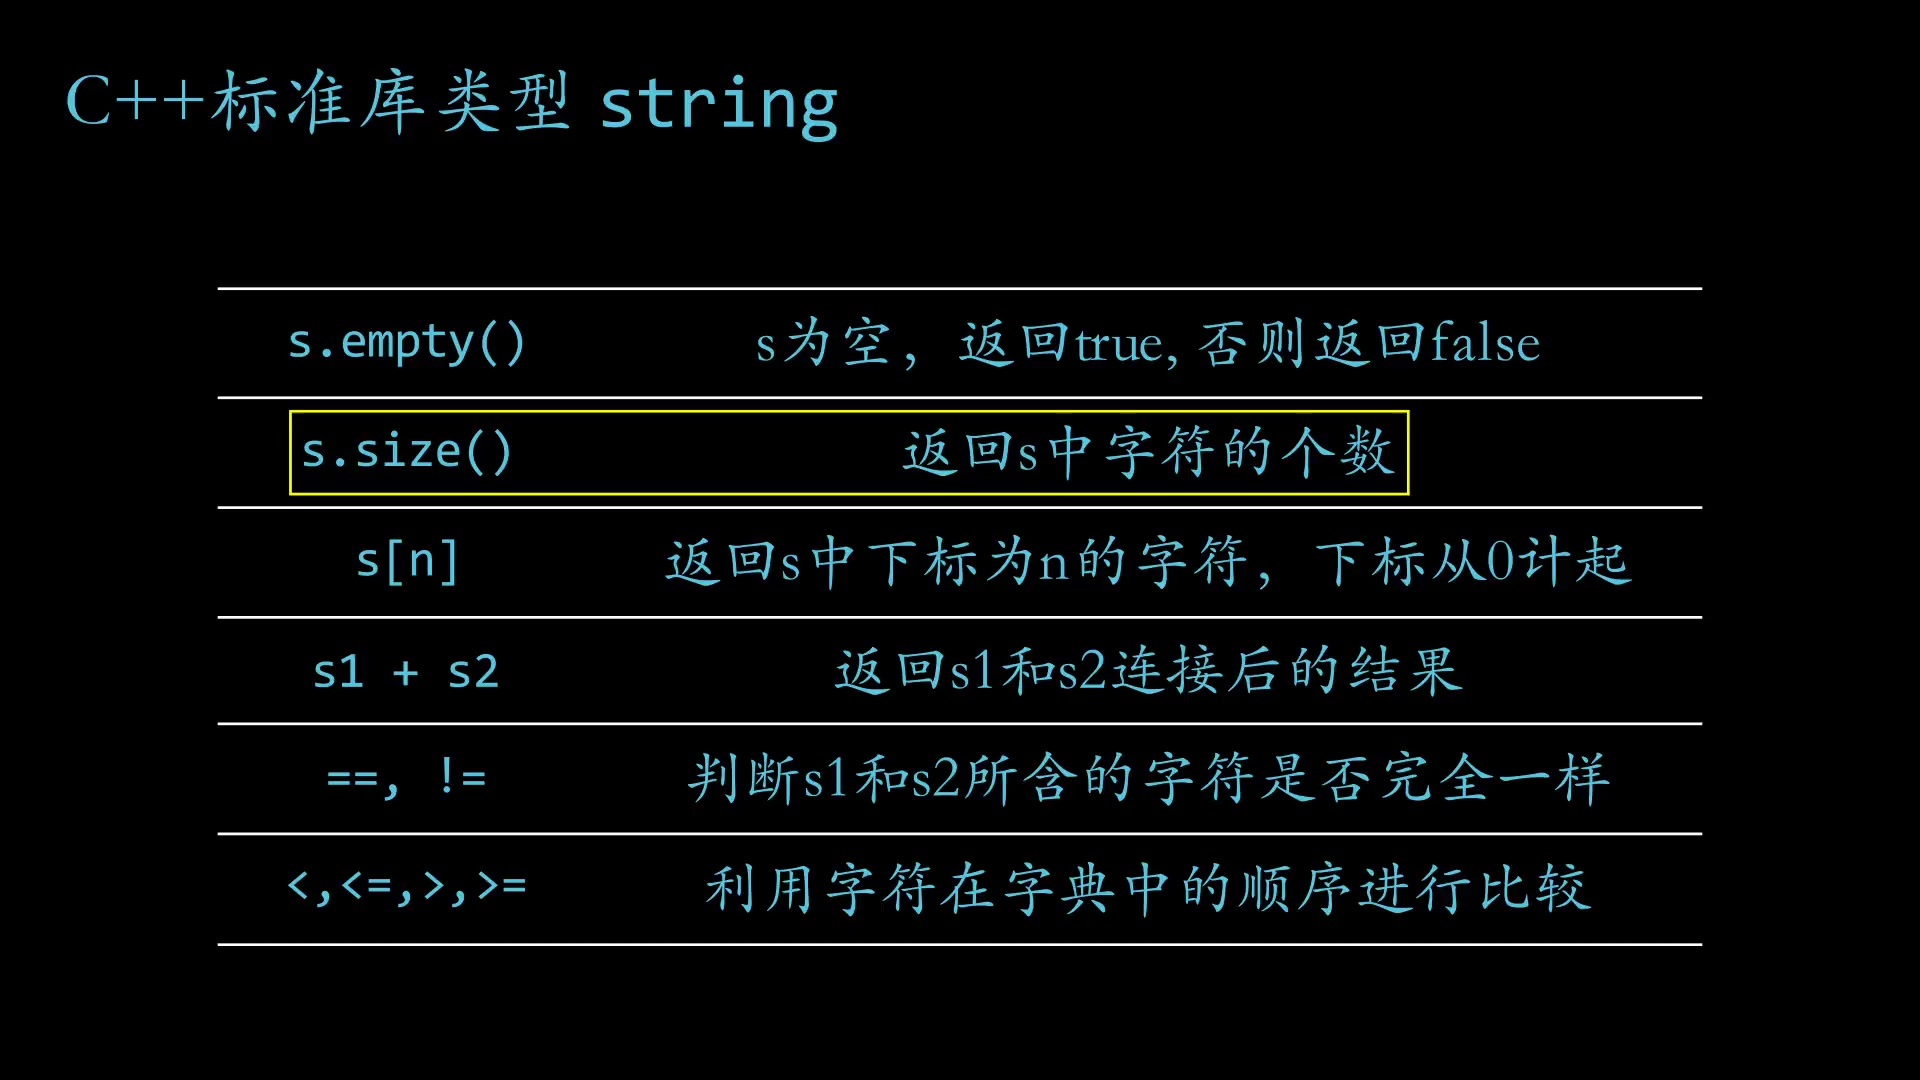 C++标准库类型 string
s.empty() s为空，返回true, 否则返回false
s.size() 返回s中字符的个数
s[n] 返回s中下标为n的字符，下标从0计起
s1 + s2 返回s1和s2连接后的结果
==, != 判断s1和s2所含的字符是否完全一样
<,<=,>,>= 利用字符在字典中的顺序进行比较